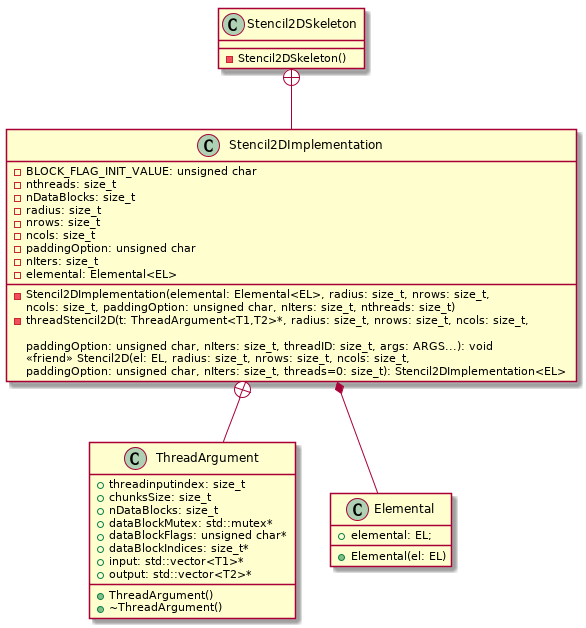 C Stencil2DSkeleton
Stencil2DSkeleton()
C Stencil2DImplementation
BLOCK_FLAG_INIT_VALUE: unsigned char
nthreads: size_t
nDataBlocks: size_t
radius: size_t
nrows: size_t
ncols: size_t
paddingOption: unsigned char
nIters: size_t
elemental: Elemental<EL>
Stencil2DImplementation(elemental: Elemental<EL>, radius: size_t, nrows: size_t,
ncols: size_t, paddingOption: unsigned char, nIters: size_t, nthreads: size_t)
threadStencil2D(t: ThreadArgument<T1,T2>*, radius: size_t, nrows: size_t, ncols: size_t,
paddingOption: unsigned char, nIters: size_t, threadID: size_t, args: ARGS...): void
«friend» Stencil2D(el: EL, radius: size_t, nrows: size_t, ncols: size_t,
paddingOption: unsigned char, nIters: size_t, threads=0: size_t): Stencil2DImplementation<EL>
C ThreadArgument
threadinputindex: size_t
chunksSize: size_t
nDataBlocks: size_t
dataBlockMutex: std::mutex*
dataBlockFlags: unsigned char*
dataBlockIndices: size_t*
input: std::vector<T1>*
output: std::vector<T2>*
ThreadArgument()
~ThreadArgument()
C Elemental
elemental: EL;
Elemental(el: EL)